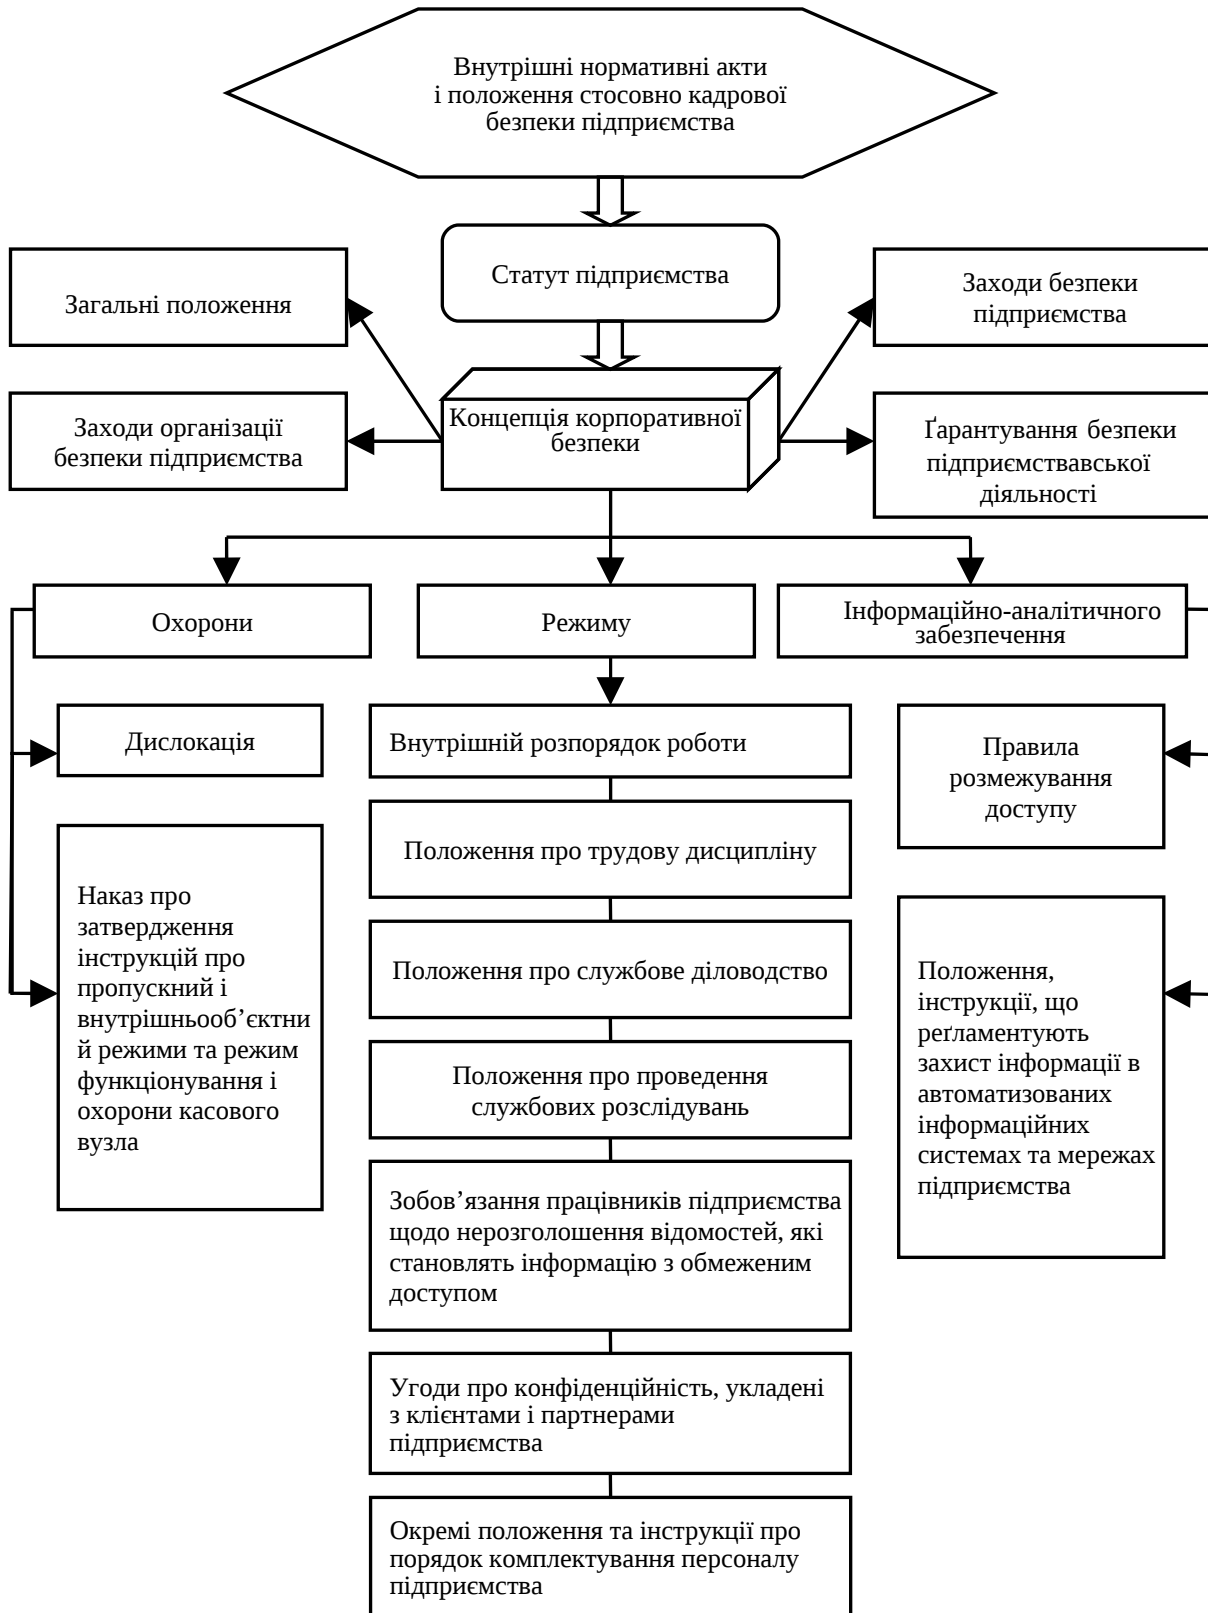 Внутрішні нормативні акти
і положення стосовно кадрової
безпеки підприємства
Статут підприємства
Загальні положення
Заходи безпеки
підприємства
Концепція корпоративної
безпеки
Заходи організації
безпеки підприємства
Ґарантування безпеки
підприємствавської
діяльності
Охорони
Режиму
Інформаційно-аналітичного
забезпечення
Дислокація
Наказ про
затвердження
інструкцій про
пропускний і
внутрішньооб’єктни
й режими та режим
функціонування і
охорони касового
вузла
Внутрішній розпорядок роботи
Положення про трудову дисципліну
Положення про службове діловодство
Положення про проведення
службових розслідувань
Зобов’язання працівників підприємства
щодо нерозголошення відомостей, які
становлять інформацію з обмеженим
доступом
Угоди про конфіденційність, укладені
з клієнтами і партнерами
підприємства
Окремі положення та інструкції про
порядок комплектування персоналу
підприємства
Правила
розмежування
доступу
Положення,
інструкції, що
реґламентують
захист інформації в
автоматизованих
інформаційних
системах та мережах
підприємства